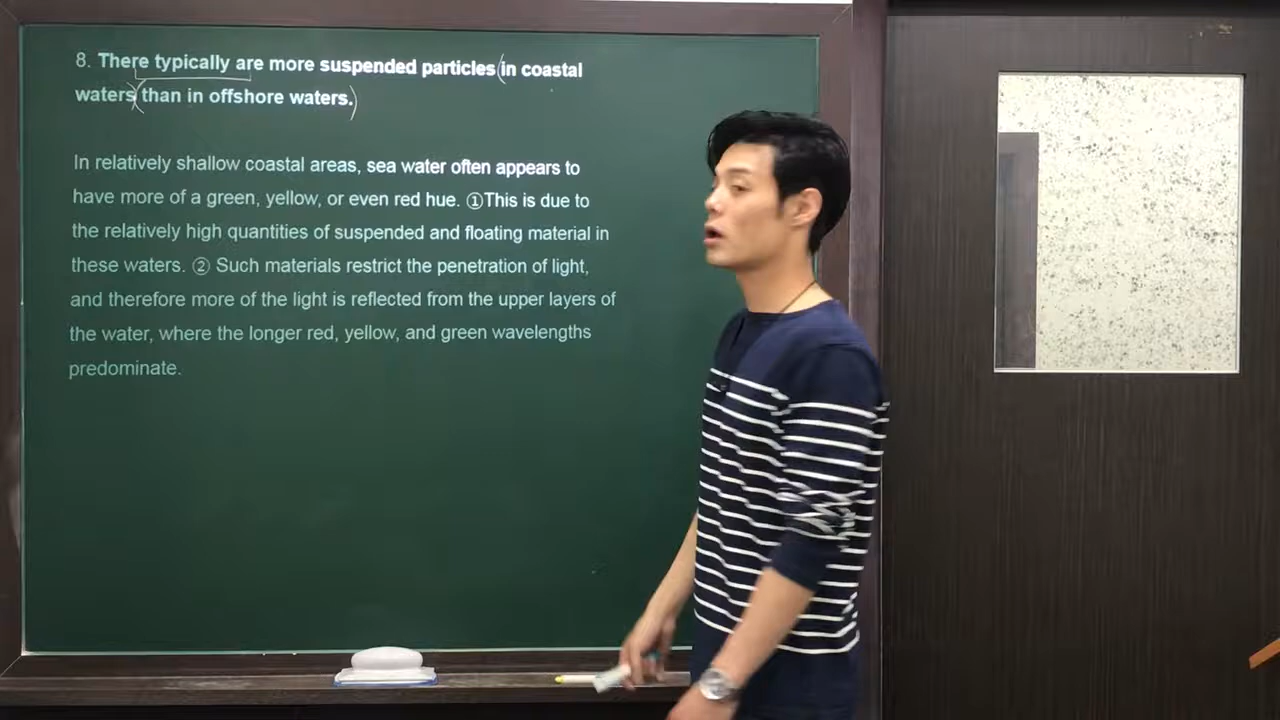 8. There typically are more suspended particles (in coastal
waters) (than in offshore waters.)
In relatively shallow coastal areas, sea water often appears to
have more of a green, yellow, or even red hue. ①This is due to
the relatively high quantities of suspended and floating material in
these waters. ② Such materials restrict the penetration of light,
and therefore more of the light is reflected from the upper layers of
the water, where the longer red, yellow, and green wavelengths
predominate.